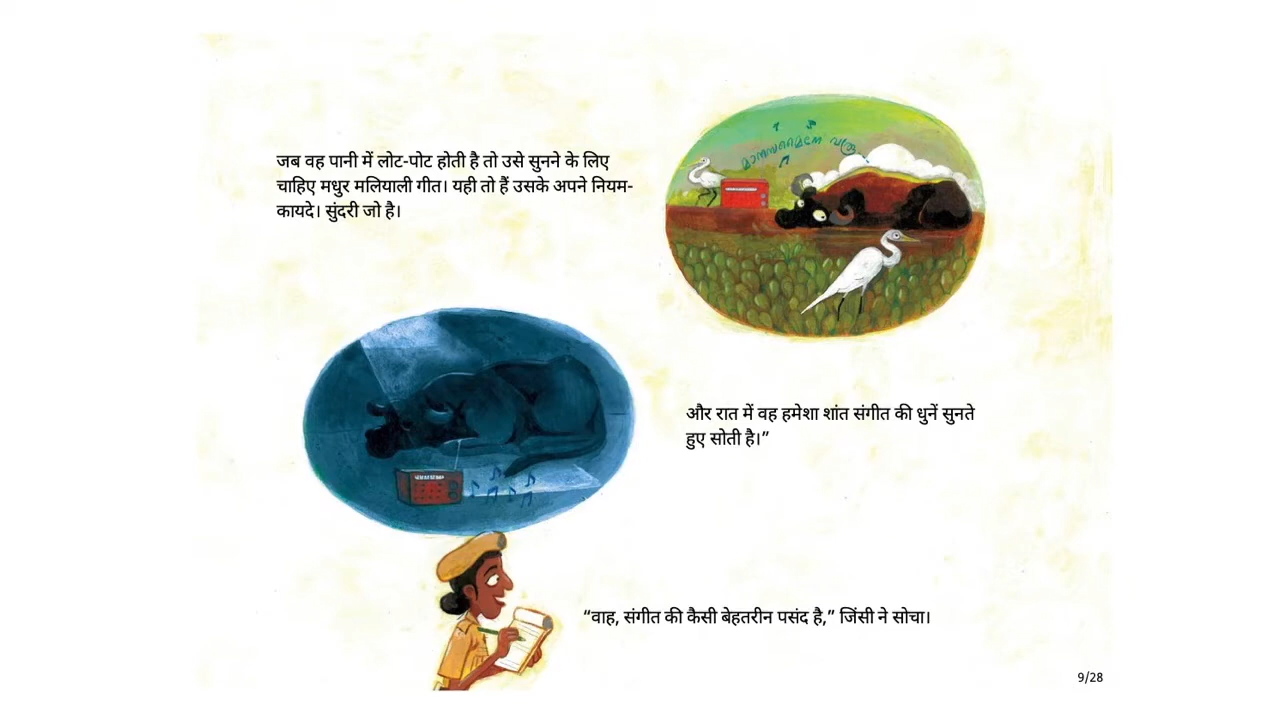 जब वह पानी में लोट-पोट होती है तो उसे सुनने के लिए
चाहिए मधुर मलियाली गीत। यही तो हैं उसके अपने नियम-
कायदे। सुंदरी जो है।
और रात में वह हमेशा शांत संगीत की धुनें सुनते
हुए सोती है।”
“वाह, संगीत की कैसी बेहतरीन पसंद है,” जिंसी ने सोचा।
9/28